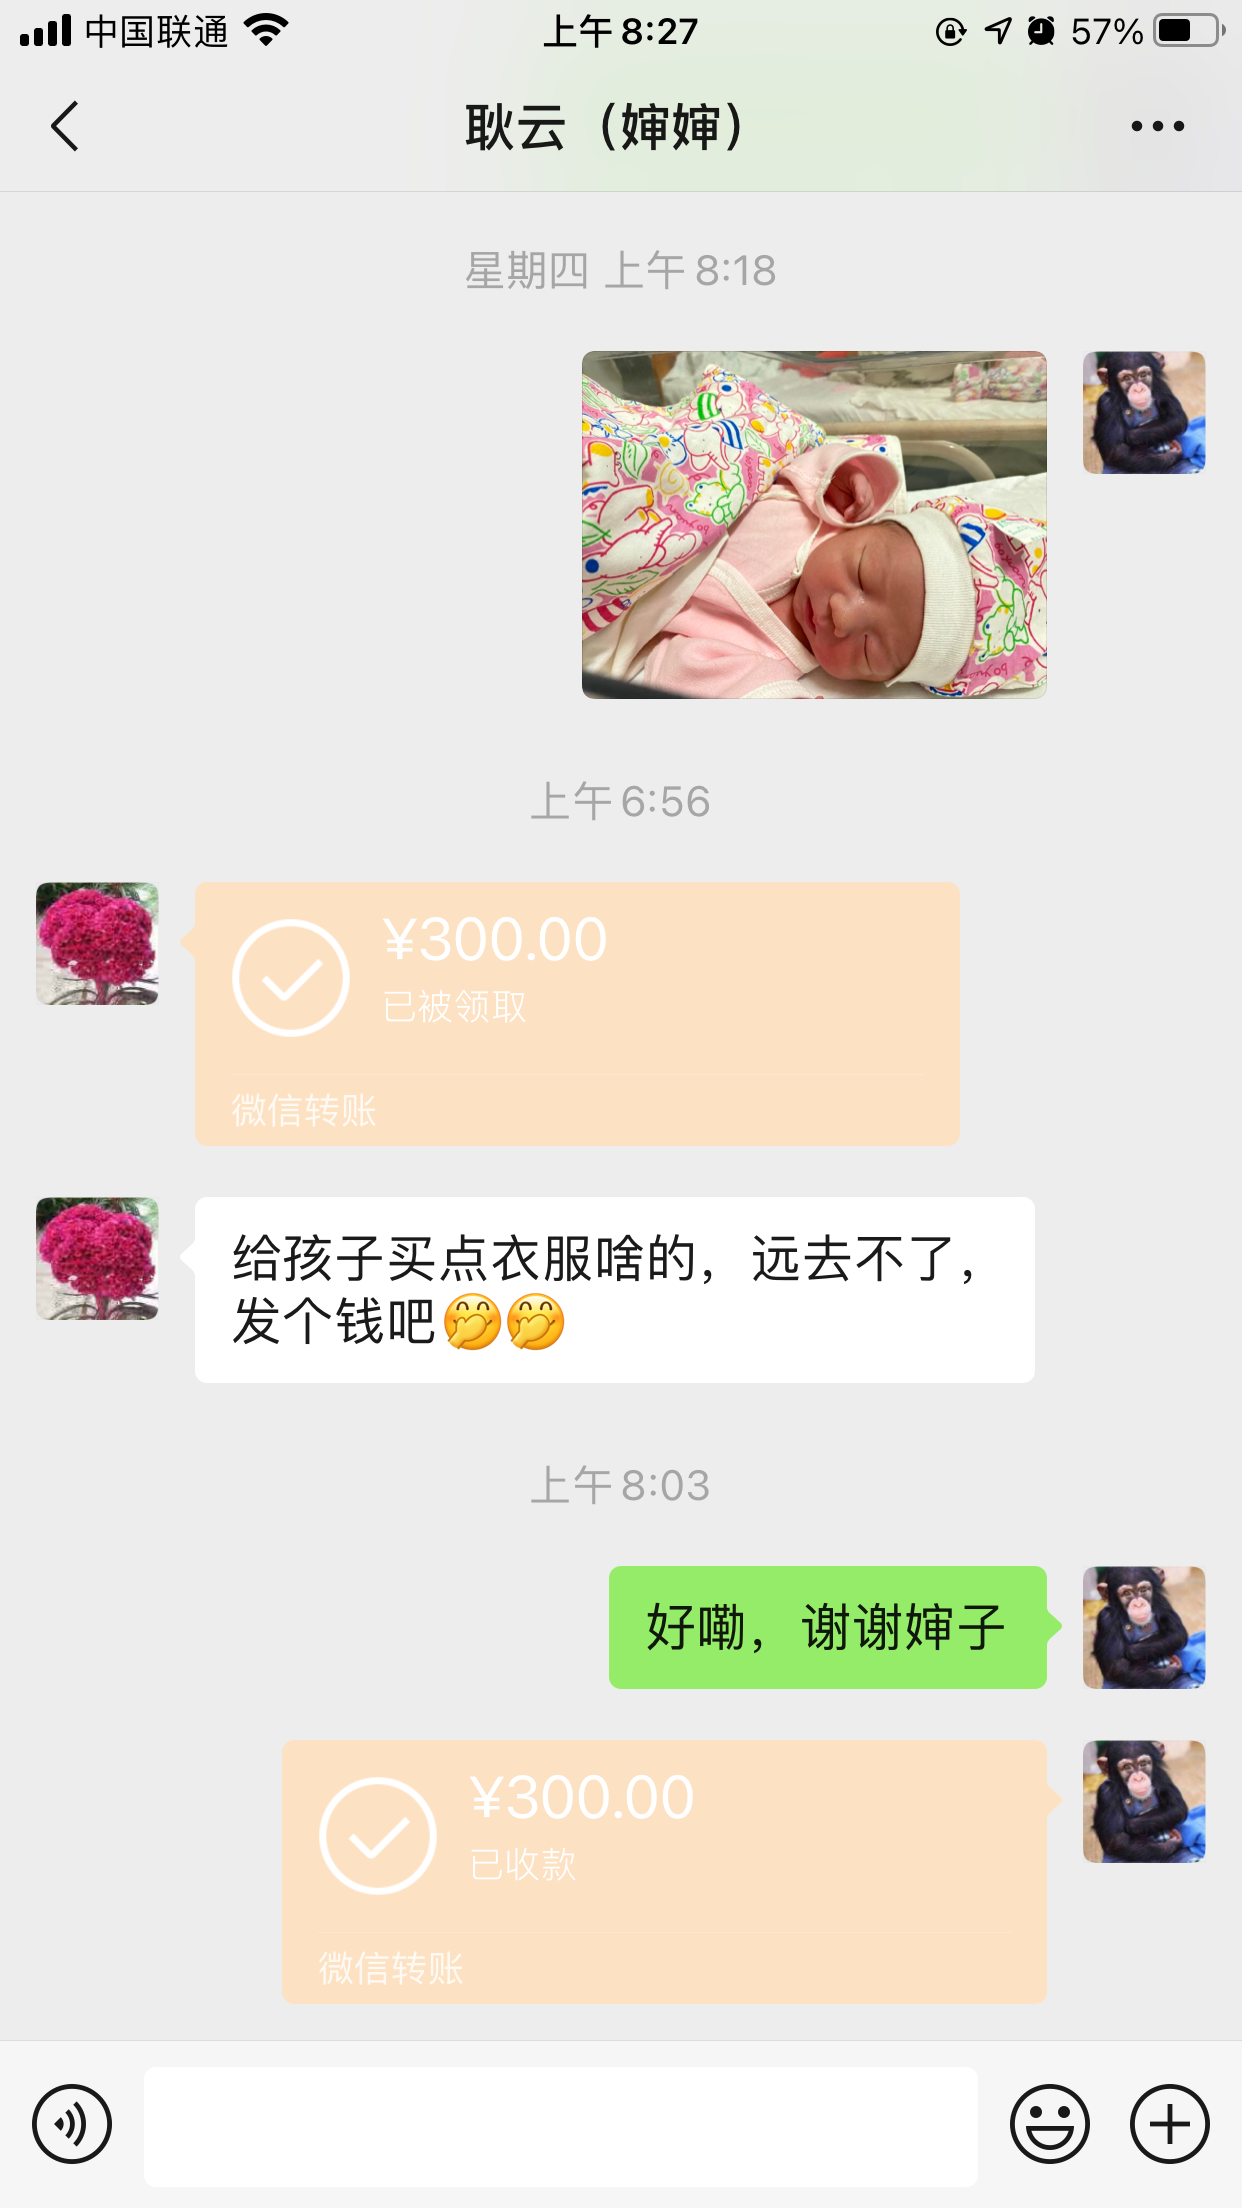 中国联通
上午 8:27
57%
耿云（婶婶）
星期四 上午 8:18
上午 6:56
¥300.00
已被领取
微信转账
给孩子买点衣服啥的，远去不了，
发个钱吧🤭🤭
上午 8:03
好嘞，谢谢婶子
¥300.00
已收款
微信转账